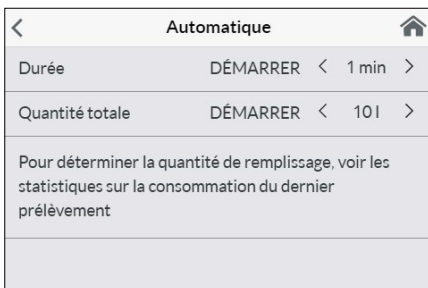 Automatique
Durée DÉMARRER < 1 min >
Quantité totale DÉMARRER < 10 l >
Pour déterminer la quantité de remplissage, voir les
statistiques sur la consommation du dernier
prélèvement